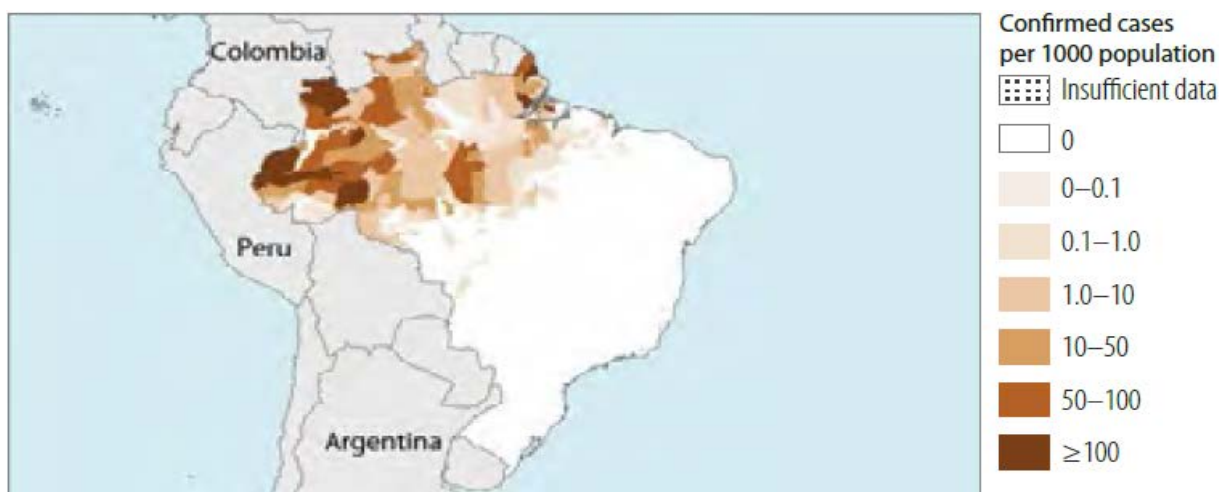 Colombia
Peru
Argentina
Confirmed cases
per 1000 population
Insufficient data
0
0–0.1
0.1–1.0
1.0–10
10–50
50–100
≥100